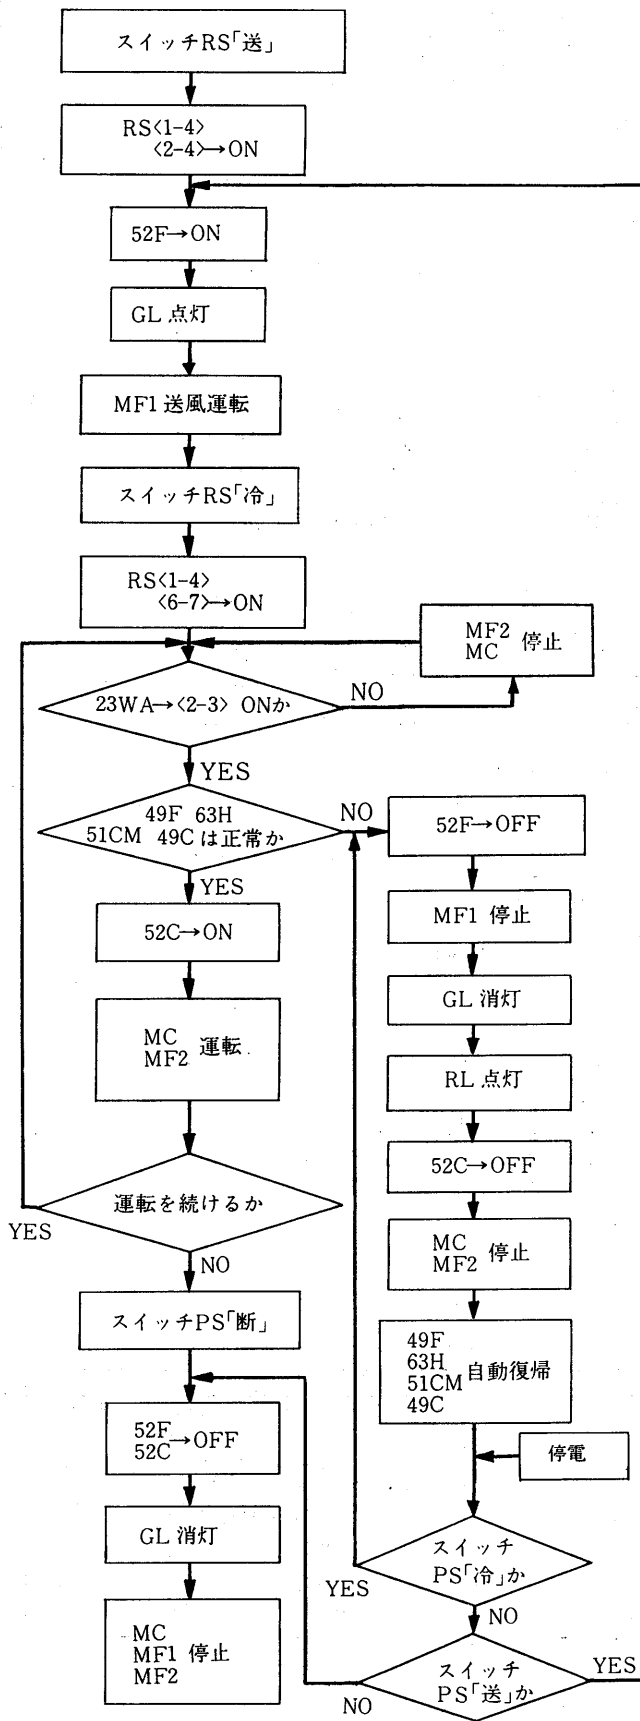 スイッチRS「送」
RS<1-4>
<2-4>→ON
52F→ON
GL 点灯
MF1 送風運転
スイッチRS「冷」
RS<1-4>
<6-7>→ON
MF2
MC 停止
23WA→<2-3> ONか
NO
YES
49F 63H
51CM 49C は正常か
NO
YES
52C→ON
MC
MF2 運転
運転を続けるか
YES
NO
スイッチPS「断」
52F
52C→OFF
GL 消灯
MC
MF1 停止
MF2
52F→OFF
MF1 停止
GL 消灯
RL 点灯
52C→OFF
MC
MF2 停止
49F
63H
51CM 自動復帰
49C
停電
スイッチ
PS「冷」か
YES
NO
スイッチ
PS「送」か
NO
YES